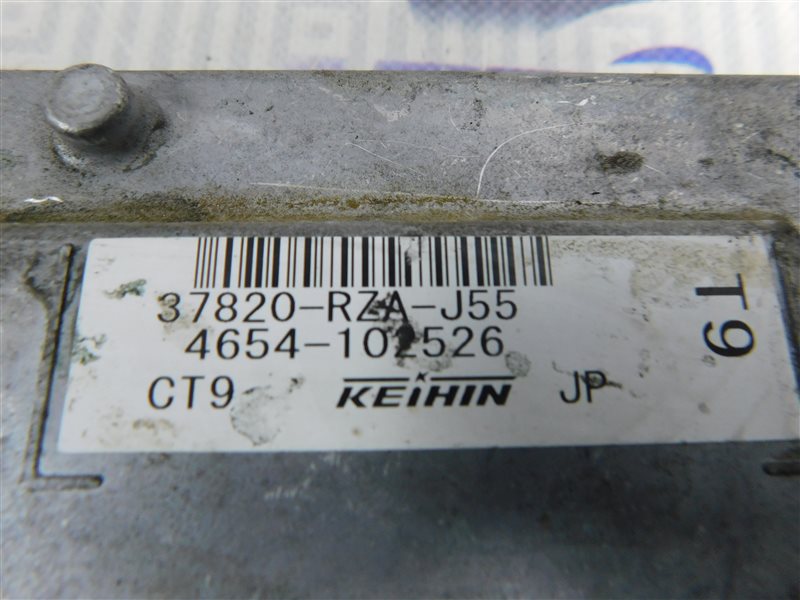 37820-RZA-J55
4654-102526
CT9 KEIHIN JP
T9